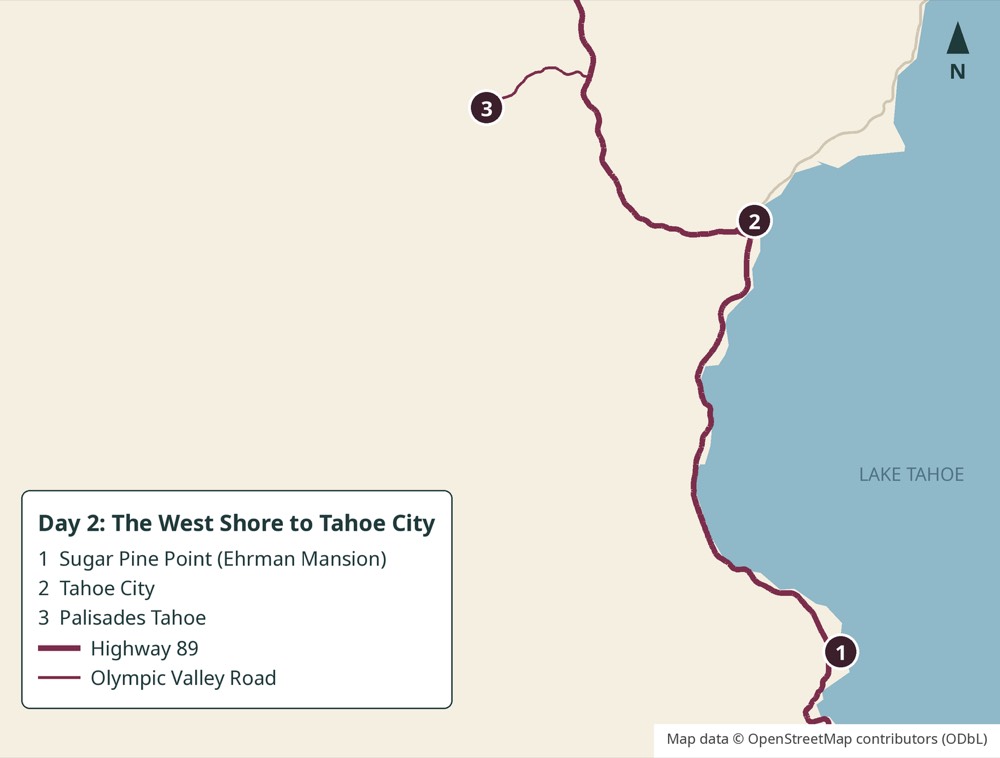 N
3
2
LAKE TAHOE
Day 2: The West Shore to Tahoe City
1 Sugar Pine Point (Ehrman Mansion)
2 Tahoe City
3 Palisades Tahoe
Highway 89
Olympic Valley Road
1
Map data © OpenStreetMap contributors (ODbL)